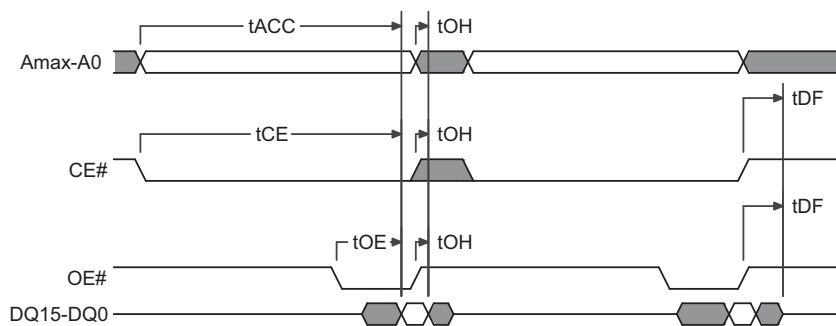 tACC tOH
Amax-A0
tDF
tCE tOH
CE#
tDF
tOE tOH
OE#
DQ15-DQ0